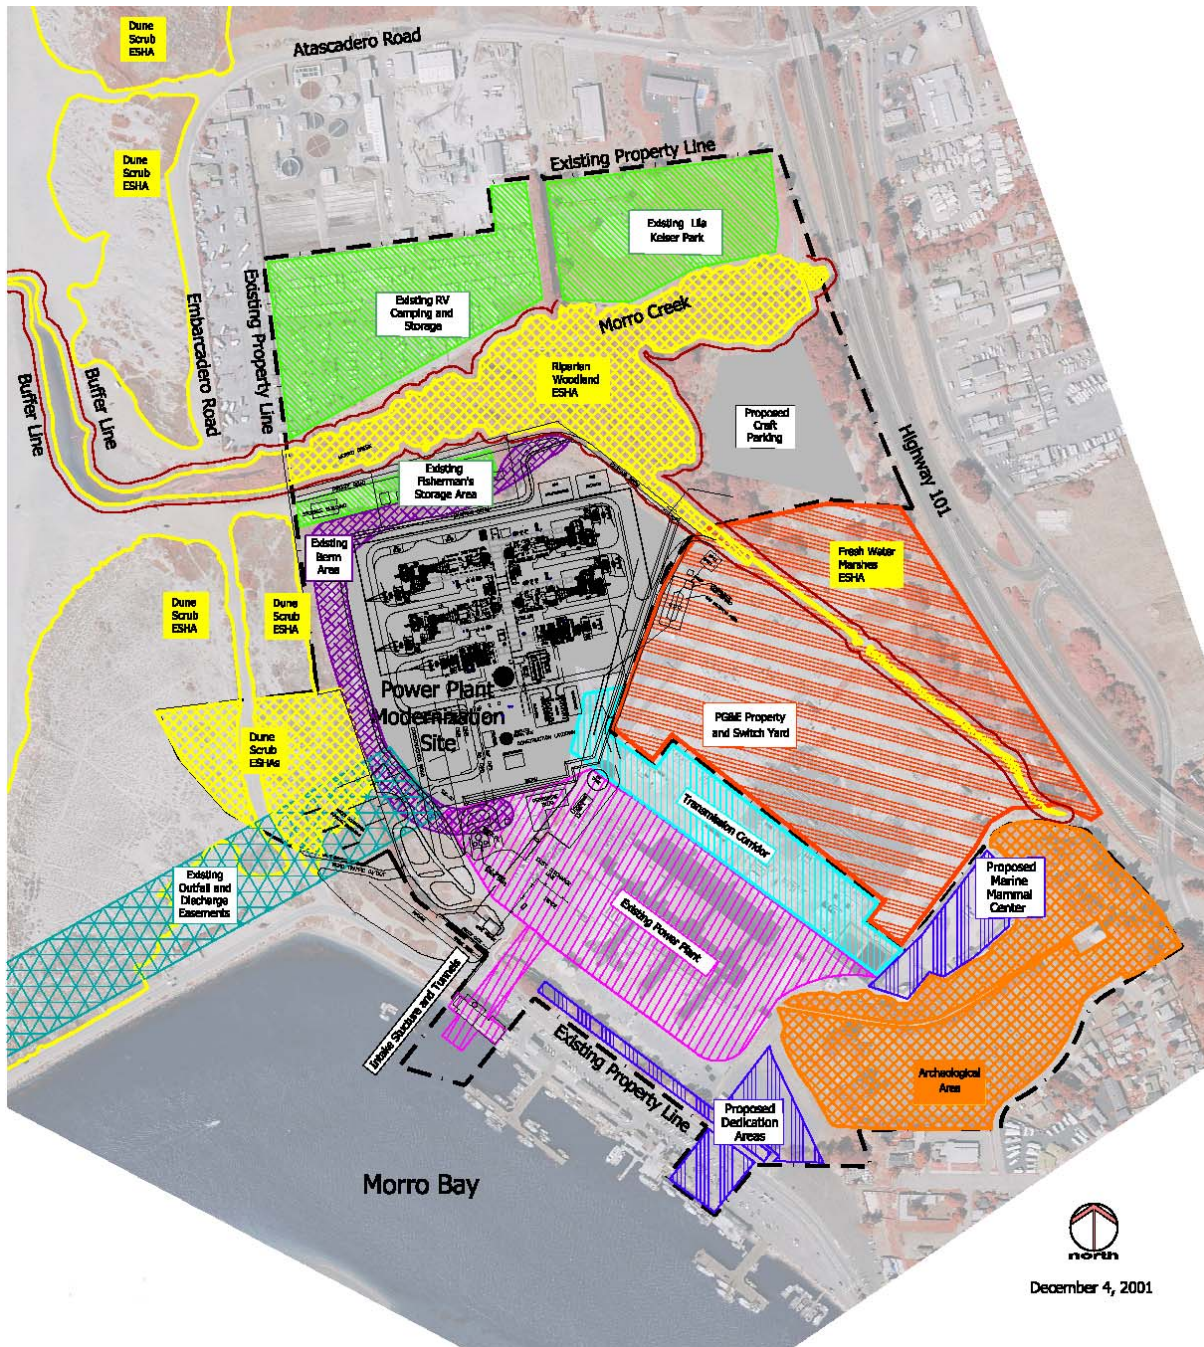 Dune
Scrub
ESHA
Atascadero Road
Dune
Scrub
ESHA
Existing Property Line
Existing Lila
Keiser Park
Existing Property Line
Embarcadero Road
Existing RV
Camping and
Storage
Morro Creek
Buffer Line
Buffer Line
Riparian
Woodland
ESHA
Proposed
Craft
Parking
Highway 101
MORRO CREEK
Existing
Fisherman's
Storage Area
Existing
Berm
Area
Fresh Water
Marshes
ESHA
Dune
Scrub
ESHA
Dune
Scrub
ESHA
Power Plant
Modernization
Site
PG&E Property
and Switch Yard
Dune
Scrub
ESHAs
Transmission Corridor
Existing
Outfall and
Discharge
Easements
Proposed
Marine
Mammal
Center
Existing Power Plant
Intake Stucture and Tunnels
Existing Property Line
Archeological
Area
Proposed
Dedication
Areas
Morro Bay
north
December 4, 2001